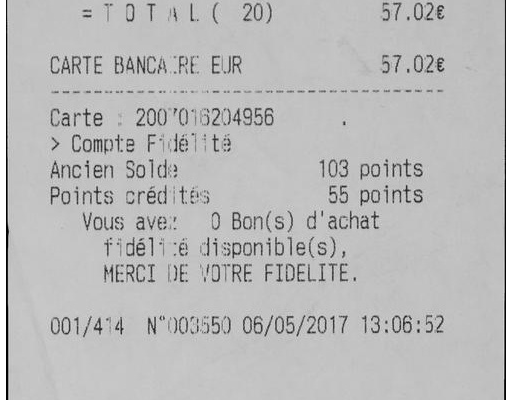 = T O T A L ( 20) 57.02€
CARTE BANCAIRE EUR 57.02€
Carte : 2007016204956 .
> Compte Fidélité
Ancien Solde 103 points
Points crédités 55 points
Vous avez 0 Bon(s) d'achat
fidélité disponible(s),
MERCI DE VOTRE FIDELITE.
001/414 N°003550 06/05/2017 13:06:52